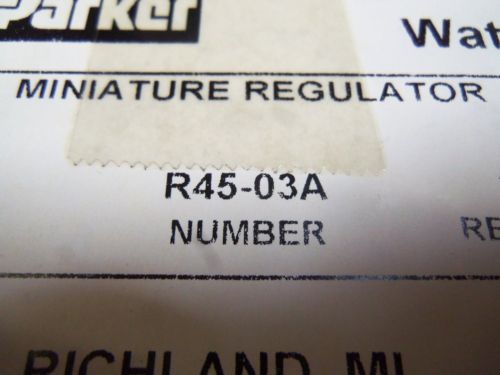 Parker Wat
MINIATURE REGULATOR
R45-03A
NUMBER RE
RICHLAND, MI